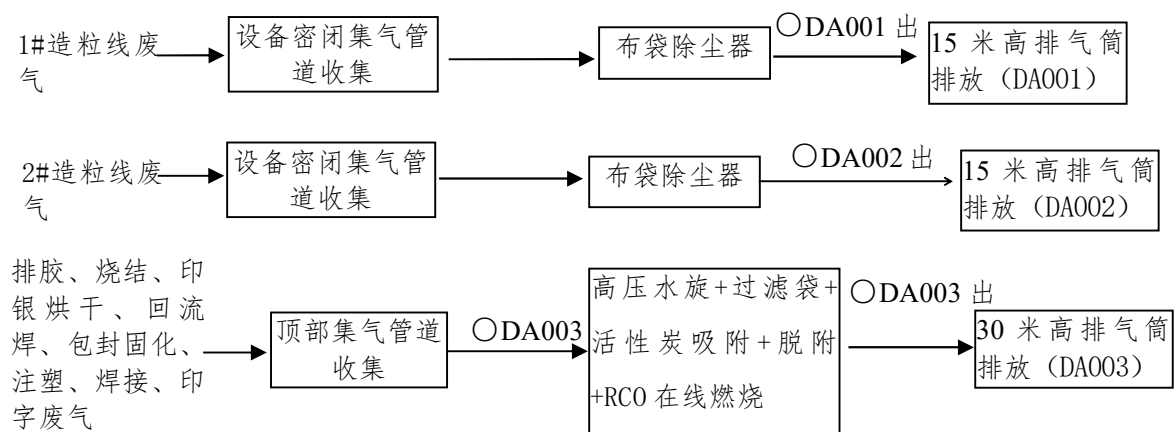 1#造粒线废
气
设备密闭集气管
道收集
布袋除尘器
○DA001 出
15 米高排气筒
排放（DA001）
2#造粒线废
气
设备密闭集气管
道收集
布袋除尘器
○DA002 出
15 米高排气筒
排放（DA002）
排胶、烧结、印
银烘干、回流
焊、包封固化、
注塑、焊接、印
字废气
顶部集气管道
收集
○DA003
高压水旋+过滤袋+
活性炭吸附+脱附
+RCO 在线燃烧
○DA003 出
30 米高排气筒
排放（DA003）